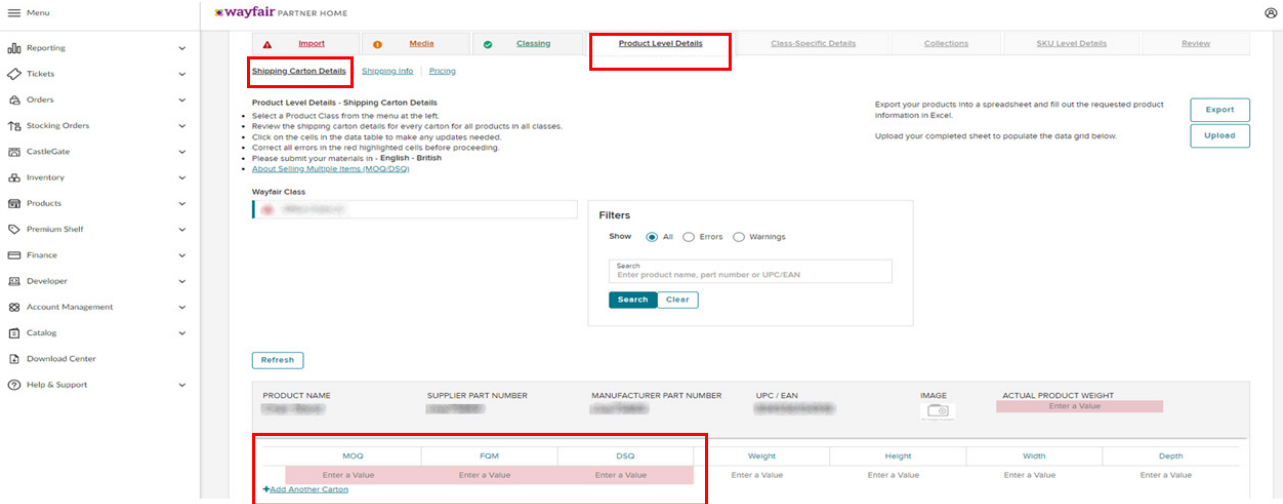 Menu
wayfair PARTNER HOME
Reporting
Tickets
Orders
Stocking Orders
CastleGate
Inventory
Products
Premium Shelf
Finance
Developer
Account Management
Catalog
Download Center
Help & Support
Import Media Classing Product Level Details Class-Specific Details Collections SKU Level Details Review
Shipping Carton Details Shipping Info Pricing
Product Level Details - Shipping Carton Details
Select a Product Class from the menu at the left.
Review the shipping carton details for every carton for all products in all classes.
Click on the cells in the data table to make any updates needed.
Correct all errors in the red highlighted cells before proceeding.
Please submit your materials in - English - British
About Selling Multiple Items (MOQ/DSQ)
Export your products into a spreadsheet and fill out the requested product
information in Excel.
Export
Upload your completed sheet to populate the data grid below.
Upload
Wayfair Class
Filters
Show All Errors Warnings
Search
Enter product name, part number or UPC/EAN
Search Clear
Refresh
PRODUCT NAME SUPPLIER PART NUMBER MANUFACTURER PART NUMBER UPC / EAN IMAGE ACTUAL PRODUCT WEIGHT
Enter a Value
MOQ FQM DSQ Weight Height Width Depth
Enter a Value Enter a Value Enter a Value Enter a Value Enter a Value Enter a Value Enter a Value
+Add Another Carton